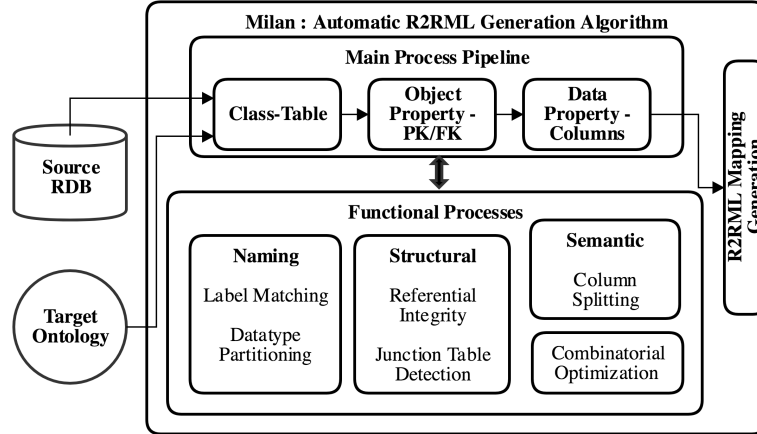 Milan : Automatic R2RML Generation Algorithm
Main Process Pipeline
Class-Table
Object
Property -
PK/FK
Data
Property -
Columns
Source
RDB
Target
Ontology
Functional Processes
Naming
Label Matching
Datatype
Partitioning
Structural
Referential
Integrity
Junction Table
Detection
Semantic
Column
Splitting
Combinatorial
Optimization
R2RML Mapping
Generation